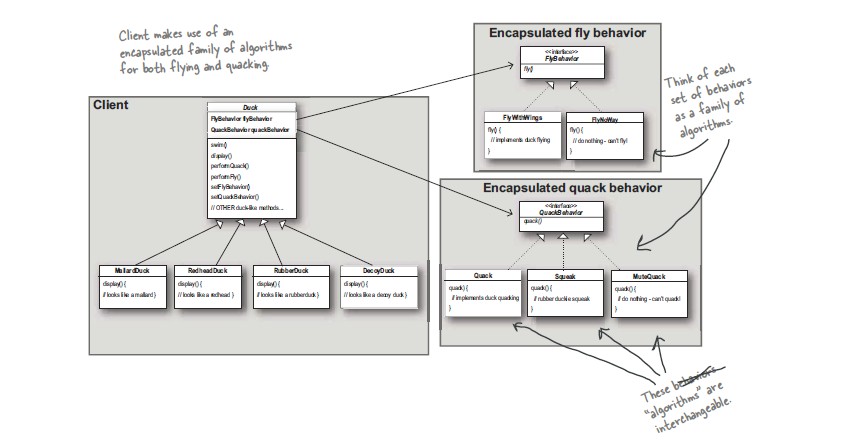 Client makes use of an
encapsulated family of algorithms
for both flying and quacking.
Client
Duck
FlyBehavior flyBehavior
QuackBehavior quackBehavior
swim()
display()
performQuack()
performFly()
setFlyBehavior()
setQuackBehavior()
// OTHER duck-like methods...
MallardDuck
display() {
// looks like a mallard }
RedheadDuck
display() {
// looks like a redhead }
RubberDuck
display() {
// looks like a rubberduck }
DecoyDuck
display() {
// looks like a decoy duck }
Encapsulated fly behavior
<<interface>>
FlyBehavior
fly()
FlyWithWings
fly() {
// implements duck flying
}
FlyNoWay
fly() {
// do nothing - can't fly!
}
Think of each
set of behaviors
as a family of
algorithms.
Encapsulated quack behavior
<<interface>>
QuackBehavior
quack()
Quack
quack() {
// implements duck quacking
}
Squeak
quack() {
// rubber duckie squeak
}
MuteQuack
quack() {
// do nothing - can't quack!
}
These behaviors
"algorithms" are
interchangeable.